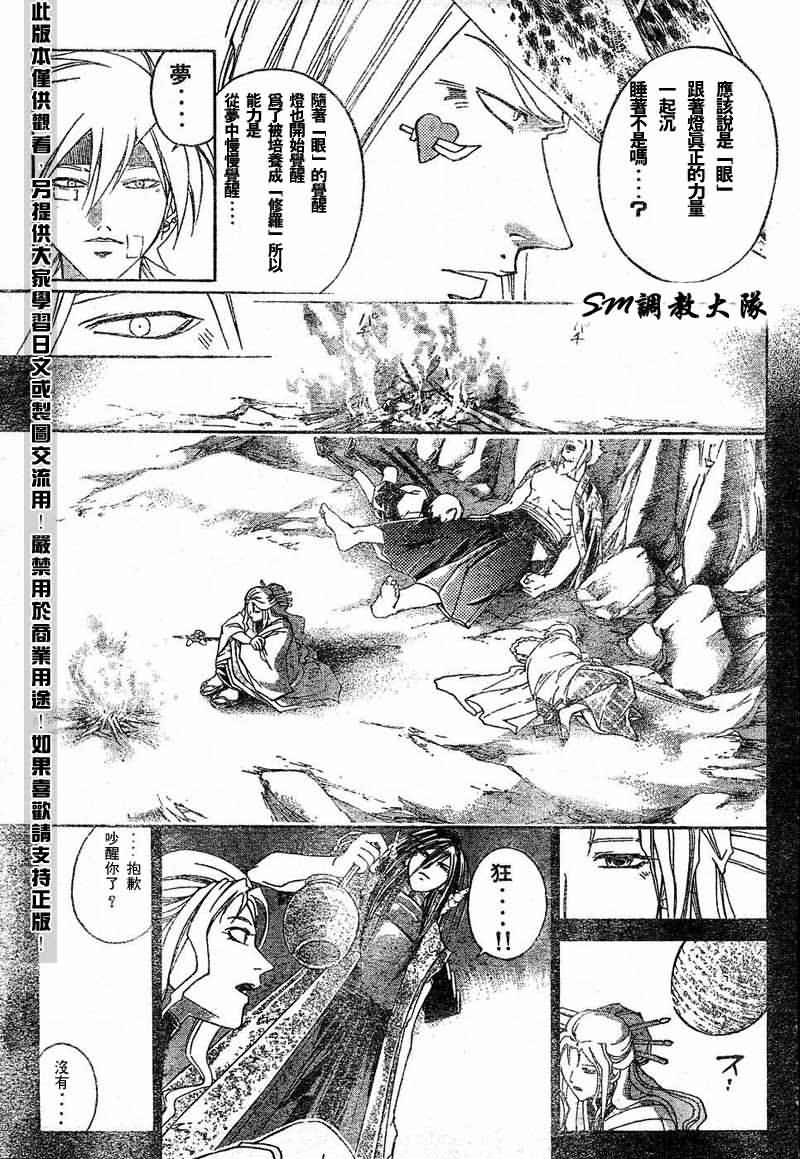 應該說是「眼」
跟著燈真正的力量
一起沉
睡著不是嗎‥‥?
隨著「眼」的覺醒
燈也開始覺醒
為了被培養成「修羅」所以
能力是
從夢中慢慢覺醒‥‥
夢‥‥
SM調教大隊
ス
狂‥‥!!
‥‥抱歉
吵醒你了?
沒有‥‥
此版本僅供觀看!另提供大家學習日文或製圖交流用!嚴禁用於商業用途!如果喜歡請支持正版!